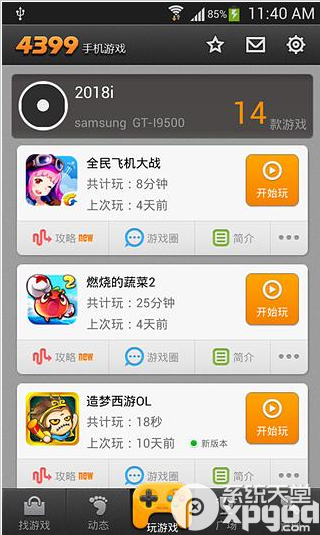 85% 11:40 AM
4399 手机游戏
2018i
samsung GT-I9500
14 款游戏
全民飞机大战
共计玩：8分钟
上次玩：4天前
开始玩
攻略 new 游戏圈 简介
燃烧的蔬菜2
共计玩：25分钟
上次玩：4天前
开始玩
攻略 new 游戏圈 简介
造梦西游OL
共计玩：18秒
上次玩：10天前 新版本
开始玩
攻略 new 游戏圈 简介
找游戏 动态 玩游戏 广场
系统天堂
xpgod
.com